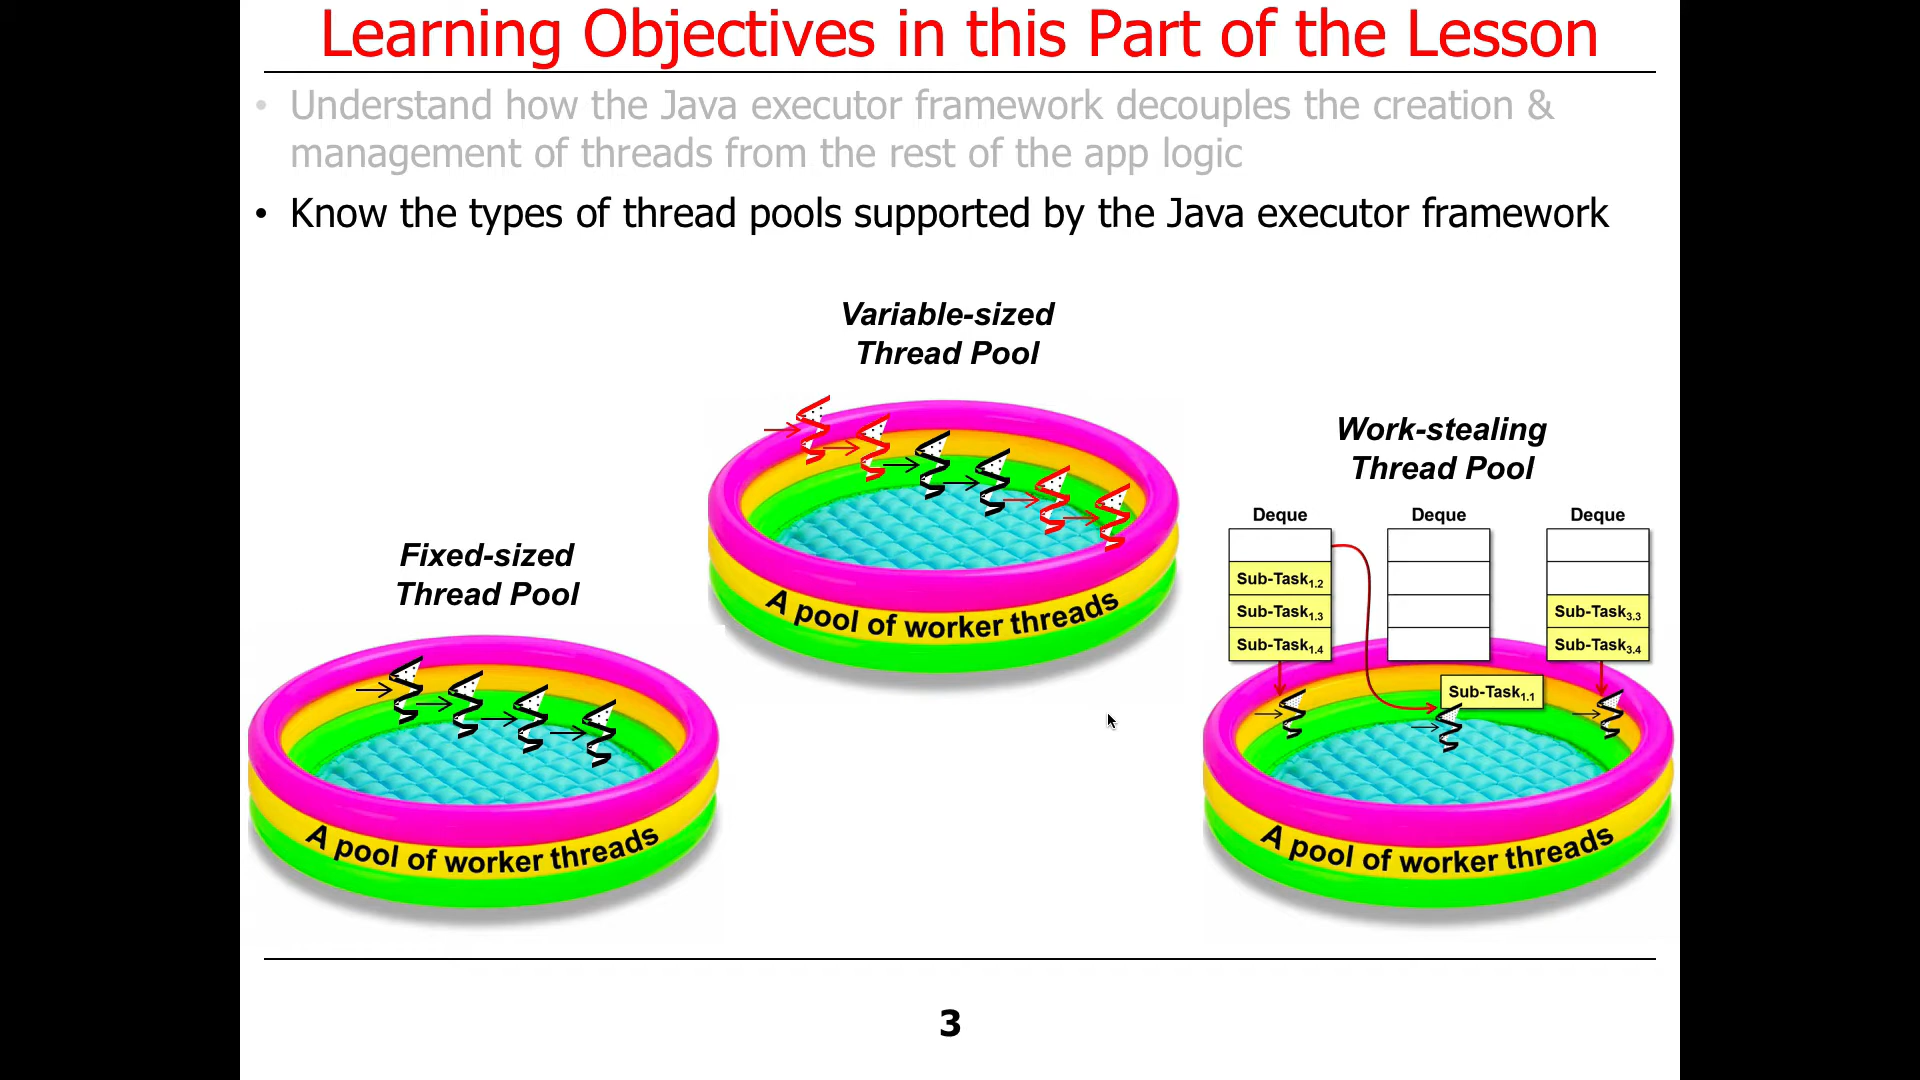 Learning Objectives in this Part of the Lesson
• Understand how the Java executor framework decouples the creation &
management of threads from the rest of the app logic
• Know the types of thread pools supported by the Java executor framework
Variable-sized
Thread Pool
A pool of worker threads
Fixed-sized
Thread Pool
A pool of worker threads
Work-stealing
Thread Pool
Deque
Deque
Deque
Sub-Task1.2
Sub-Task1.3
Sub-Task1.4
Sub-Task3.3
Sub-Task3.4
Sub-Task1.1
A pool of worker threads
3